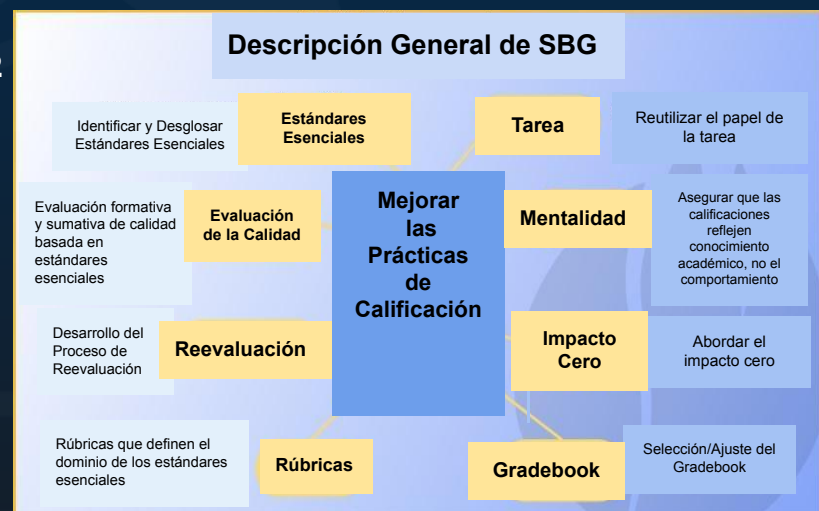 Descripción General de SBG
Identificar y Desglosar
Estándares Esenciales
Estándares
Esenciales
Tarea
Reutilizar el papel de
la tarea
Evaluación formativa
y sumativa de calidad
basada en
estándares
esenciales
Evaluación
de la Calidad
Mejorar
las
Prácticas
de
Calificación
Mentalidad
Asegurar que las
calificaciones
reflejen
conocimiento
académico, no el
comportamiento
Desarrollo del
Proceso de
Reevaluación
Reevaluación
Impacto
Cero
Abordar el
impacto cero
Rúbricas que definen el
dominio de los estándares
esenciales
Rúbricas
Gradebook
Selección/Ajuste del
Gradebook